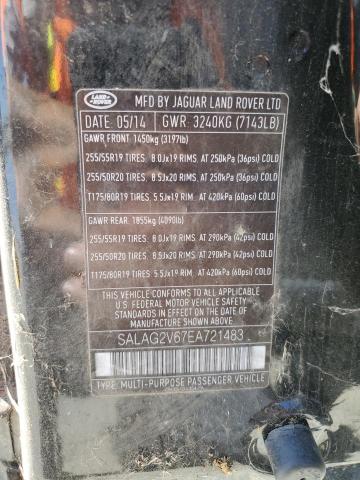 LAND ROVER
MFD BY JAGUAR LAND ROVER LTD
DATE 05/14 GWR. 3240KG (7143LB)
GAWR FRONT 1450kg (3197lb)
255/55R19 TIRES. 8.0Jx19 RIMS. AT 250kPa (36psi) COLD
255/50R20 TIRES. 8.5Jx20 RIMS. AT 250kPa (36psi) COLD
T175/80R19 TIRES. 5.5Jx19 RIM. AT 420kPa (60psi) COLD
GAWR REAR. 1855kg (4090lb)
255/55R19 TIRES. 8.0Jx19 RIMS. AT 290kPa (42psi) COLD
255/50R20 TIRES. 8.5Jx20 RIMS. AT 290kPa (42psi) COLD
T175/80R19 TIRES. 5.5Jx19 RIM. AT 420kPa (60psi) COLD
THIS VEHICLE CONFORMS TO ALL APPLICABLE
U.S. FEDERAL MOTOR VEHICLE SAFETY STANDARDS
IN EFFECT ON THE DATE OF
MANUFACTURE SHOWN ABOVE.
SALAG2V67EA721483
TYPE: MULTI-PURPOSE PASSENGER VEHICLE